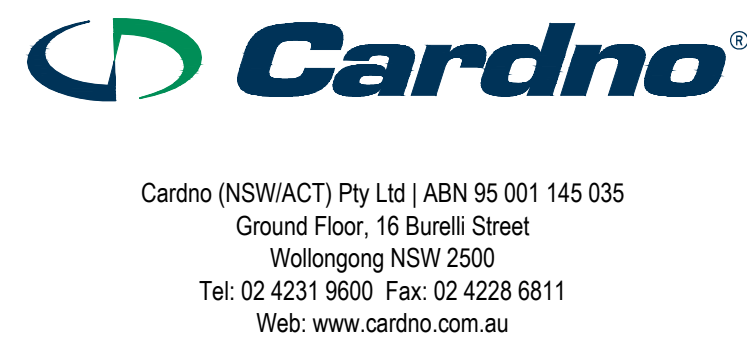 Cardno®
Cardno (NSW/ACT) Pty Ltd | ABN 95 001 145 035
Ground Floor, 16 Burelli Street
Wollongong NSW 2500
Tel: 02 4231 9600 Fax: 02 4228 6811
Web: www.cardno.com.au